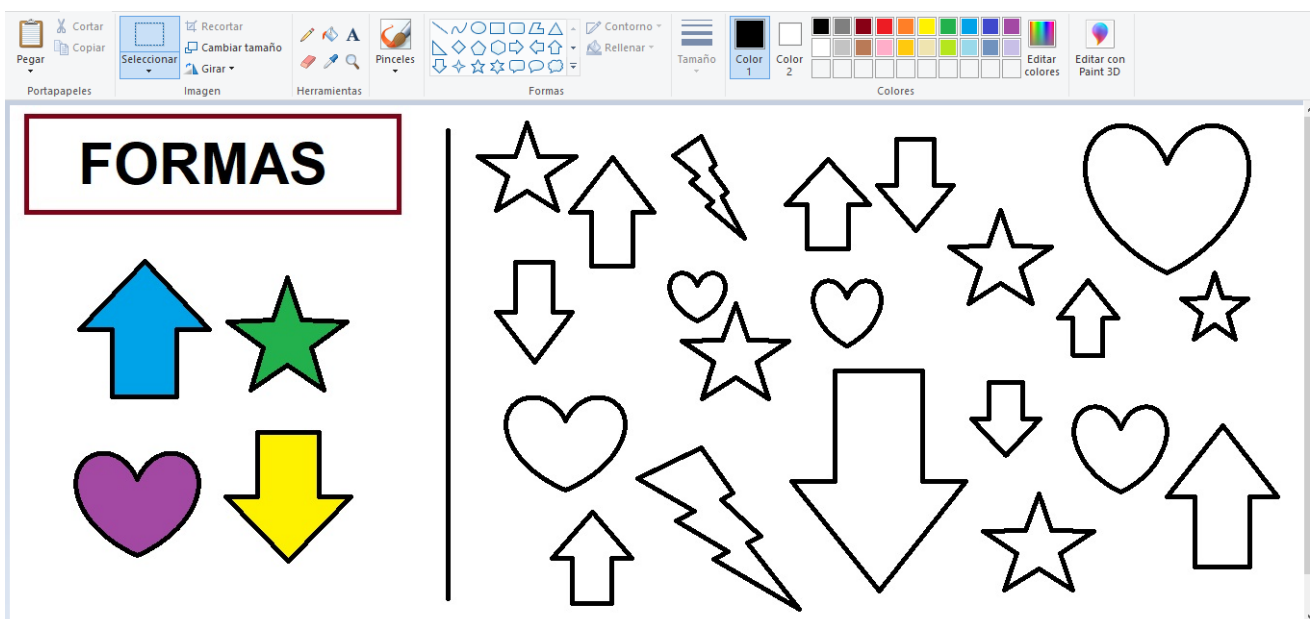 Pegar
Cortar
Copiar
Portapapeles
Seleccionar
Recortar
Cambiar tamaño
Girar
Imagen
A
Herramientas
Pinceles
Contorno
Rellenar
Formas
Tamaño
Color
1
Color
2
Editar
colores
Colores
Editar con
Paint 3D
FORMAS